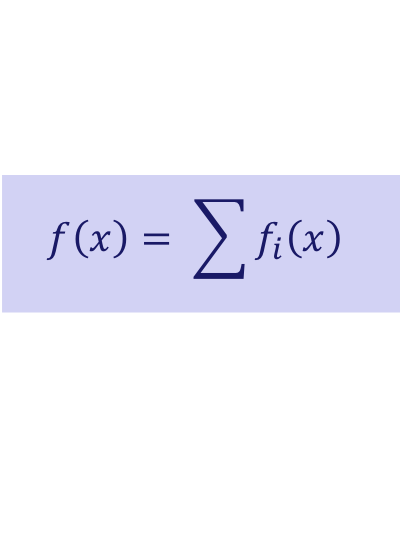 f(x) = ∑ fᵢ(x)